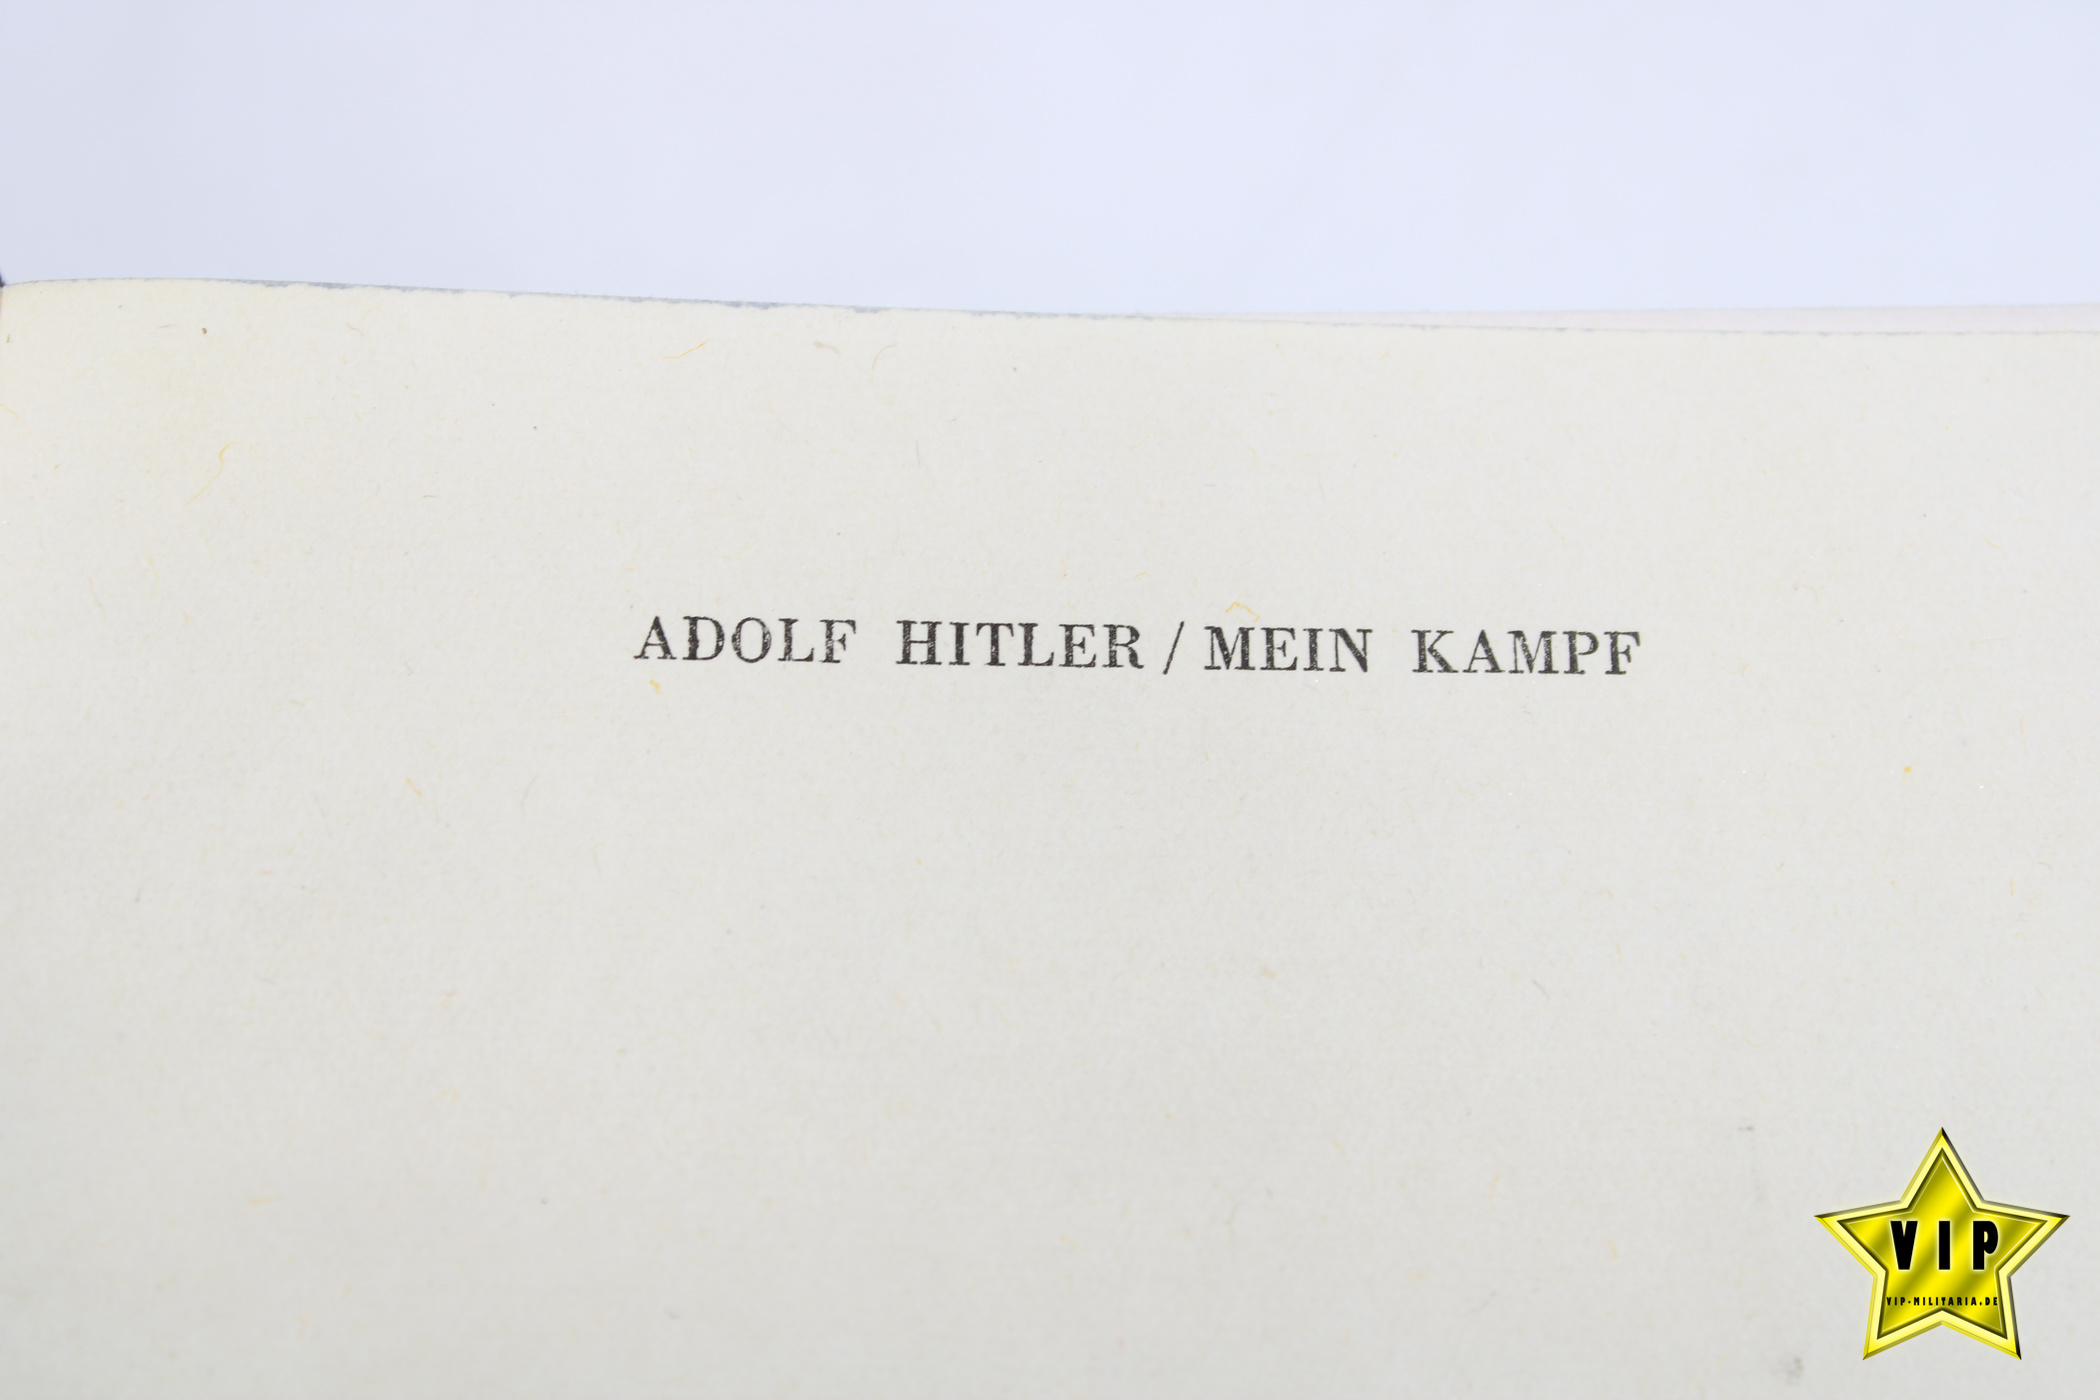 ADOLF HITLER / MEIN KAMPF
VIP
VIP-MILITARIA.DE